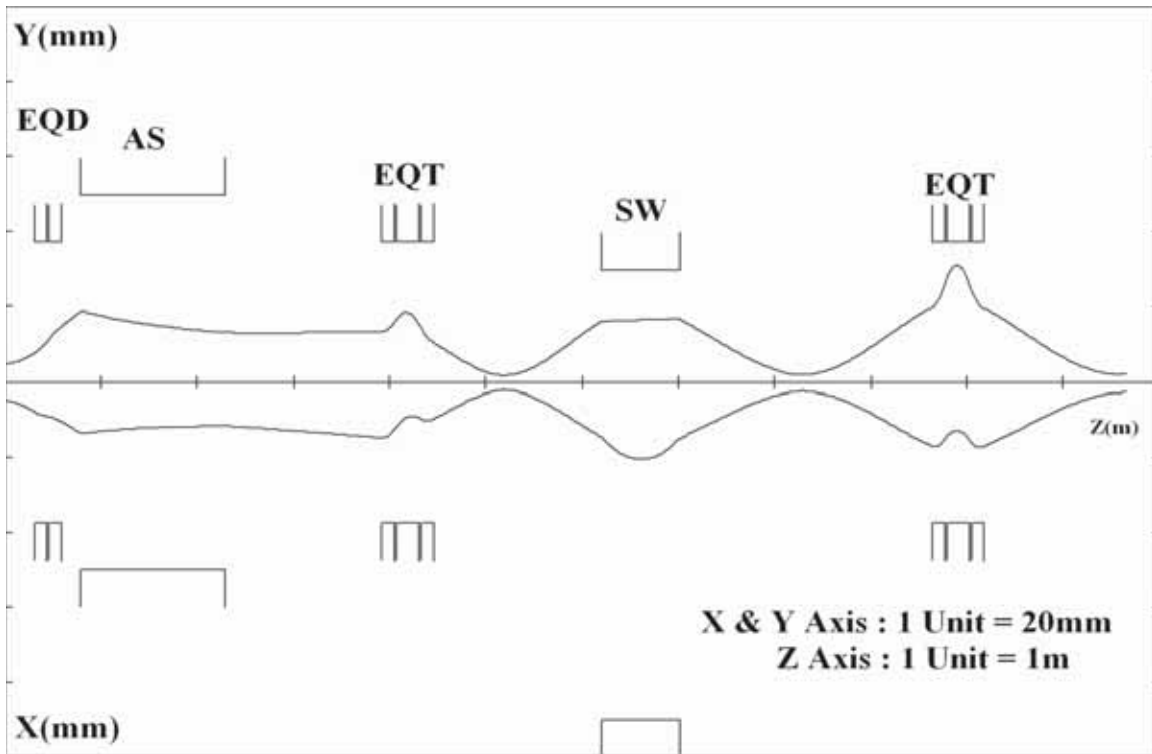 Y(mm)
EQD
AS
EQT
EQT
SW
Z(m)
X & Y Axis : 1 Unit = 20mm
Z Axis : 1 Unit = 1m
X(mm)